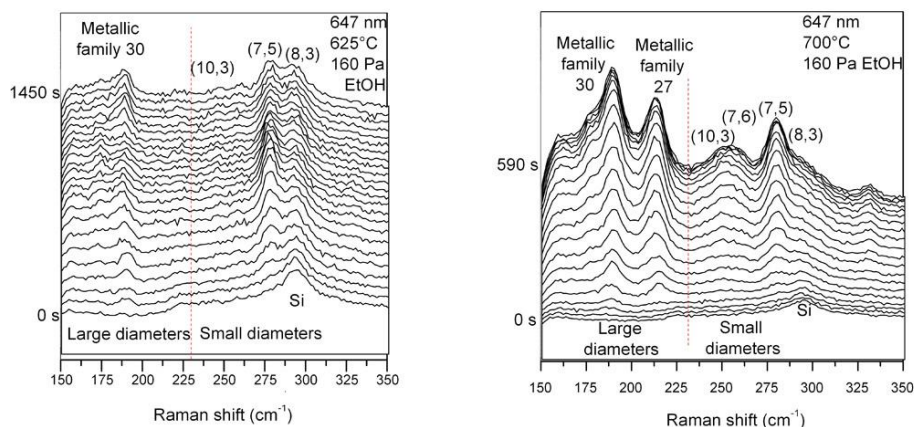 Metallic
family 30
(10,3)
(7,5)
(8,3)
647 nm
625°C
160 Pa
EtOH
1450 s
0 s
Si
Large diameters
Small diameters
150 175 200 225 250 275 300 325 350
Raman shift (cm⁻¹)
Metallic
family
30
Metallic
family
27
(10,3)
(7,6)
(7,5)
(8,3)
647 nm
700°C
160 Pa EtOH
590 s
0 s
Si
Large
diameters
Small
diameters
150 175 200 225 250 275 300 325 350
Raman shift (cm⁻¹)